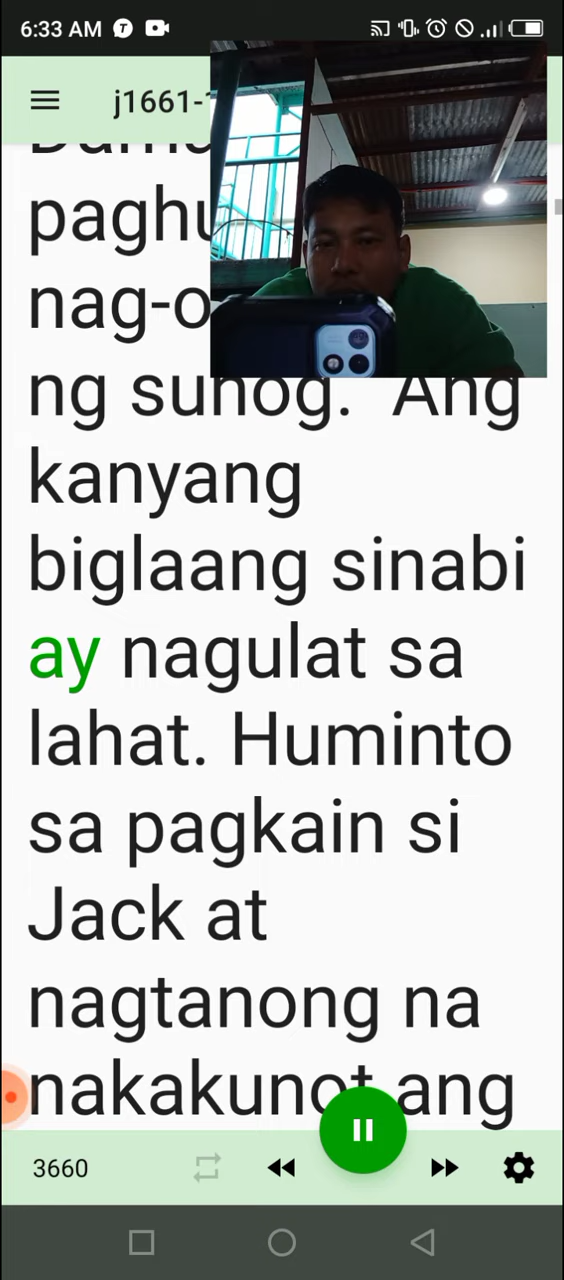 6:33 AM
j1661-
paghu
nag-o
ng sunog. Ang
kanyang
biglaang sinabi
ay nagulat sa
lahat. Huminto
sa pagkain si
Jack at
nagtanong na
nakakunot ang
3660